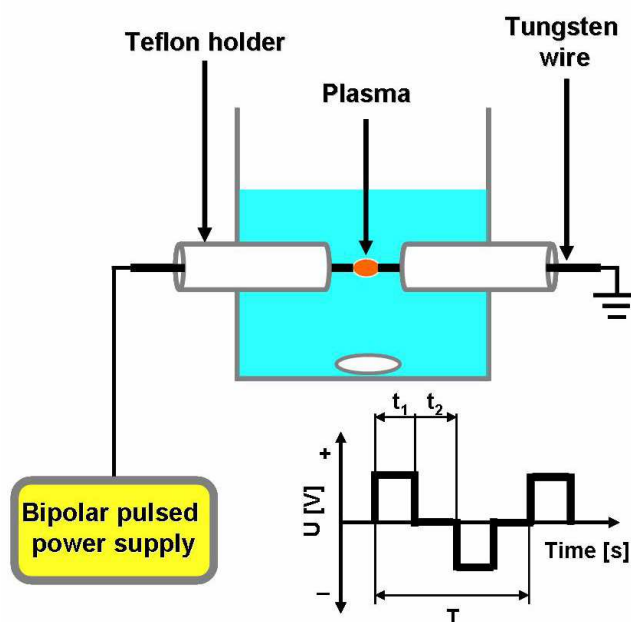 Teflon holder
Tungsten
wire
Plasma
t1
t2
+
U [V]
Bipolar pulsed
power supply
Time [s]
–
T